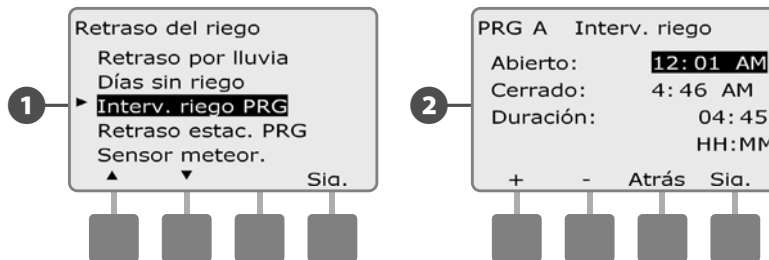 1
Retraso del riego
Retraso por lluvia
Días sin riego
Interv. riego PRG
Retraso estac. PRG
Sensor meteor.
Sig.
2
PRG A Interv. riego
Abierto: 12:01 AM
Cerrado: 4:46 AM
Duración: 04:45
HH:MM
+ - Atrás Sig.